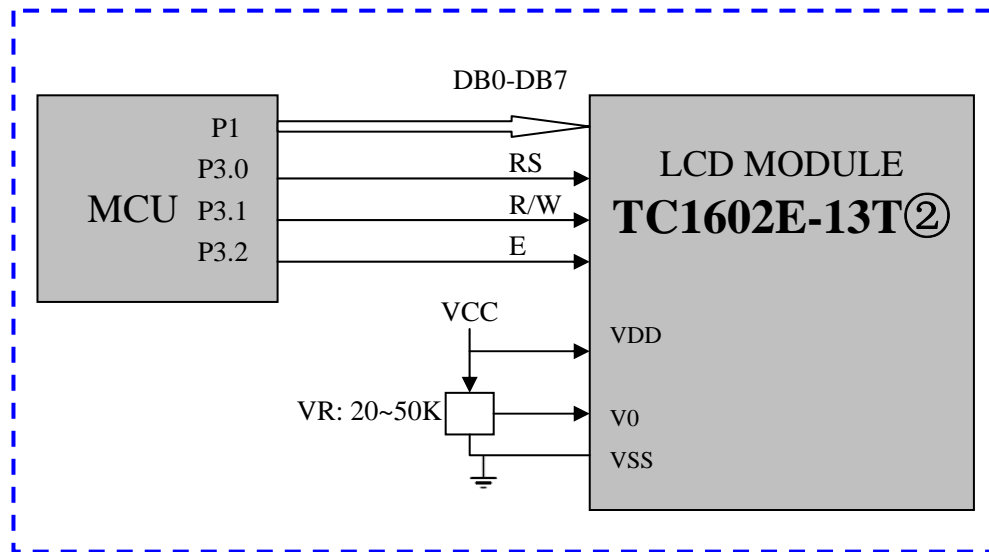 DB0-DB7
P1
P3.0
P3.1
P3.2
MCU
RS
R/W
E
LCD MODULE
TC1602E-13T②
VCC
VDD
VR: 20~50K
V0
VSS